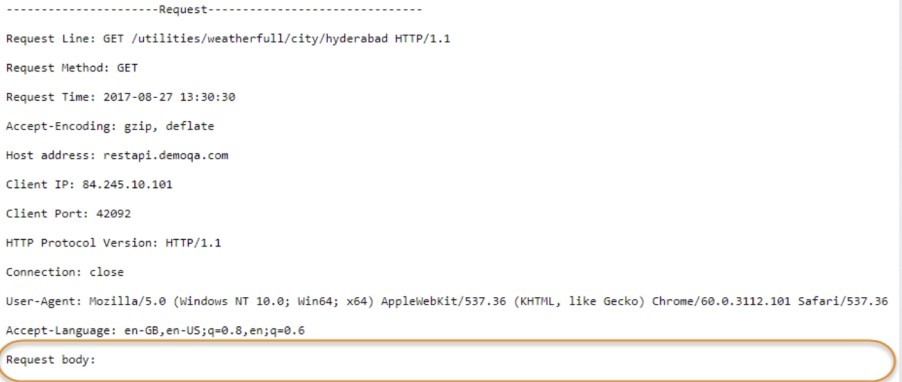 ----------------------Request-------------------------------
Request Line: GET /utilities/weatherfull/city/hyderabad HTTP/1.1
Request Method: GET
Request Time: 2017-08-27 13:30:30
Accept-Encoding: gzip, deflate
Host address: restapi.demoqa.com
Client IP: 84.245.10.101
Client Port: 42092
HTTP Protocol Version: HTTP/1.1
Connection: close
User-Agent: Mozilla/5.0 (Windows NT 10.0; Win64; x64) AppleWebKit/537.36 (KHTML, like Gecko) Chrome/60.0.3112.101 Safari/537.36
Accept-Language: en-GB,en-US;q=0.8,en;q=0.6
Request body: